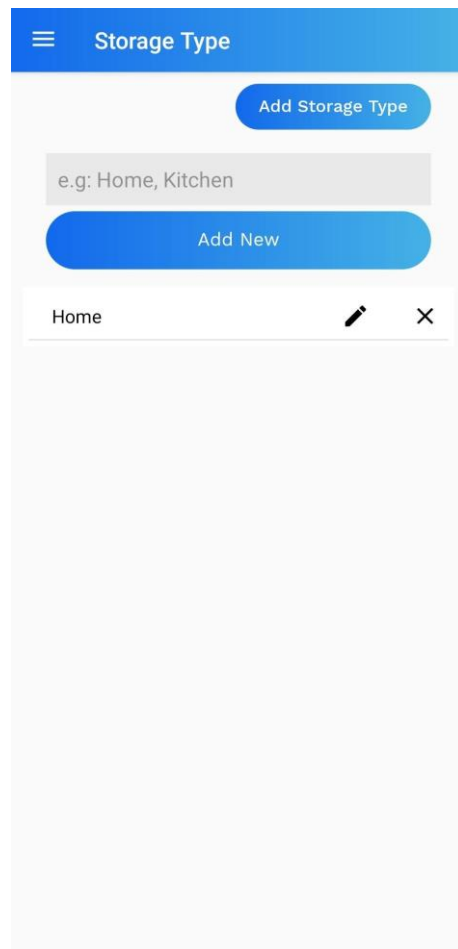 Storage Type
Add Storage Type
e.g: Home, Kitchen
Add New
Home